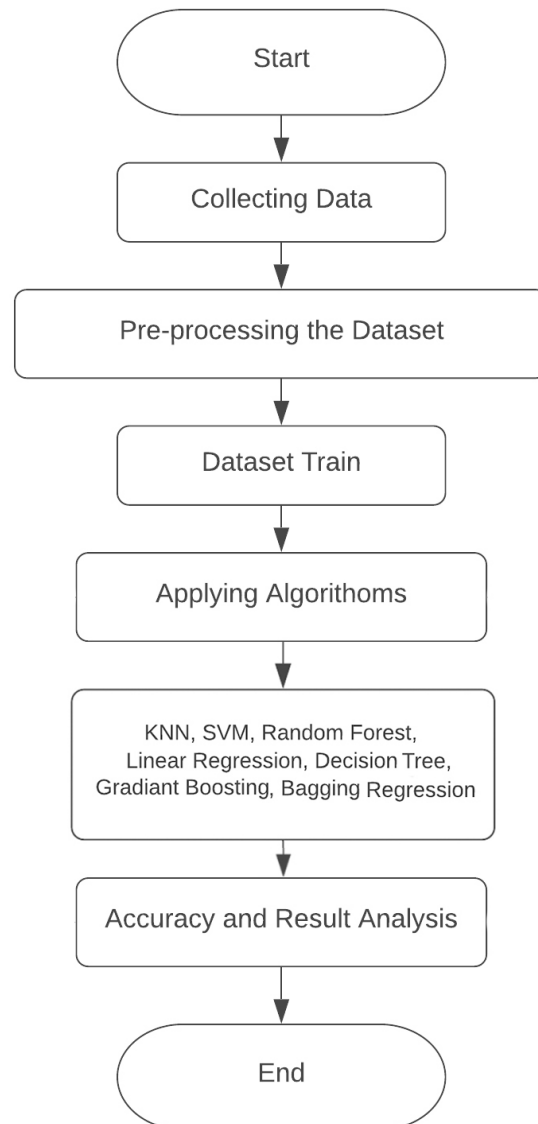 Start
Collecting Data
Pre-processing the Dataset
Dataset Train
Applying Algorithoms
KNN, SVM, Random Forest,
Linear Regression, Decision Tree,
Gradiant Boosting, Bagging Regression
Accuracy and Result Analysis
End